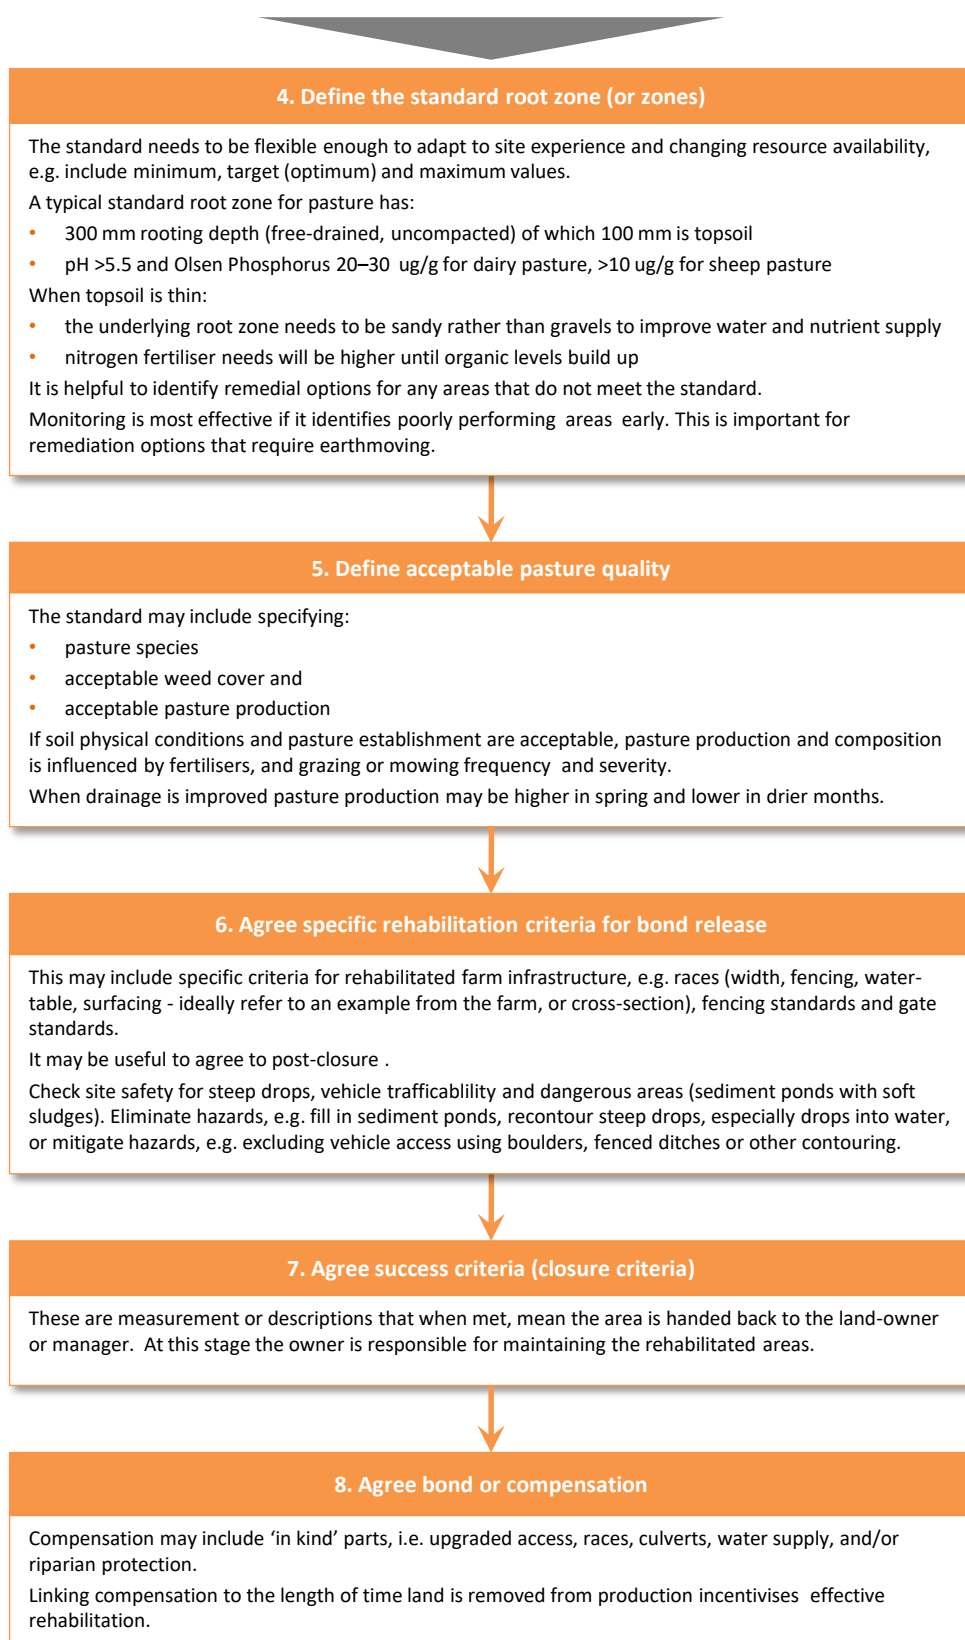 4. Define the standard root zone (or zones)
The standard needs to be flexible enough to adapt to site experience and changing resource availability,
e.g. include minimum, target (optimum) and maximum values.
A typical standard root zone for pasture has:
• 300 mm rooting depth (free-drained, uncompacted) of which 100 mm is topsoil
• pH >5.5 and Olsen Phosphorus 20–30 ug/g for dairy pasture, >10 ug/g for sheep pasture
When topsoil is thin:
• the underlying root zone needs to be sandy rather than gravels to improve water and nutrient supply
• nitrogen fertiliser needs will be higher until organic levels build up
It is helpful to identify remedial options for any areas that do not meet the standard.
Monitoring is most effective if it identifies poorly performing areas early. This is important for
remediation options that require earthmoving.
5. Define acceptable pasture quality
The standard may include specifying:
• pasture species
• acceptable weed cover and
• acceptable pasture production
If soil physical conditions and pasture establishment are acceptable, pasture production and composition
is influenced by fertilisers, and grazing or mowing frequency and severity.
When drainage is improved pasture production may be higher in spring and lower in drier months.
6. Agree specific rehabilitation criteria for bond release
This may include specific criteria for rehabilitated farm infrastructure, e.g. races (width, fencing, water-
table, surfacing - ideally refer to an example from the farm, or cross-section), fencing standards and gate
standards.
It may be useful to agree to post-closure .
Check site safety for steep drops, vehicle trafficablility and dangerous areas (sediment ponds with soft
sludges). Eliminate hazards, e.g. fill in sediment ponds, recontour steep drops, especially drops into water,
or mitigate hazards, e.g. excluding vehicle access using boulders, fenced ditches or other contouring.
7. Agree success criteria (closure criteria)
These are measurement or descriptions that when met, mean the area is handed back to the land-owner
or manager. At this stage the owner is responsible for maintaining the rehabilitated areas.
8. Agree bond or compensation
Compensation may include ‘in kind’ parts, i.e. upgraded access, races, culverts, water supply, and/or
riparian protection.
Linking compensation to the length of time land is removed from production incentivises effective
rehabilitation.